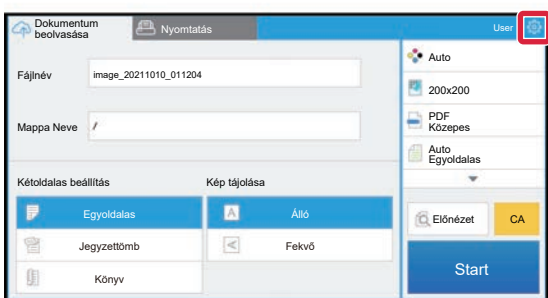 Dokumentum
beolvasása
Nyomtatás
User
Fájlnév
image_20211010_011204
Mappa Neve
/
Kétoldalas beállítás
Kép tájolása
Egyoldalas
Jegyzettömb
Könyv
A
Álló
A
Fekvő
Auto
200x200
PDF
Közepes
Auto
Egyoldalas
Előnézet
CA
Start